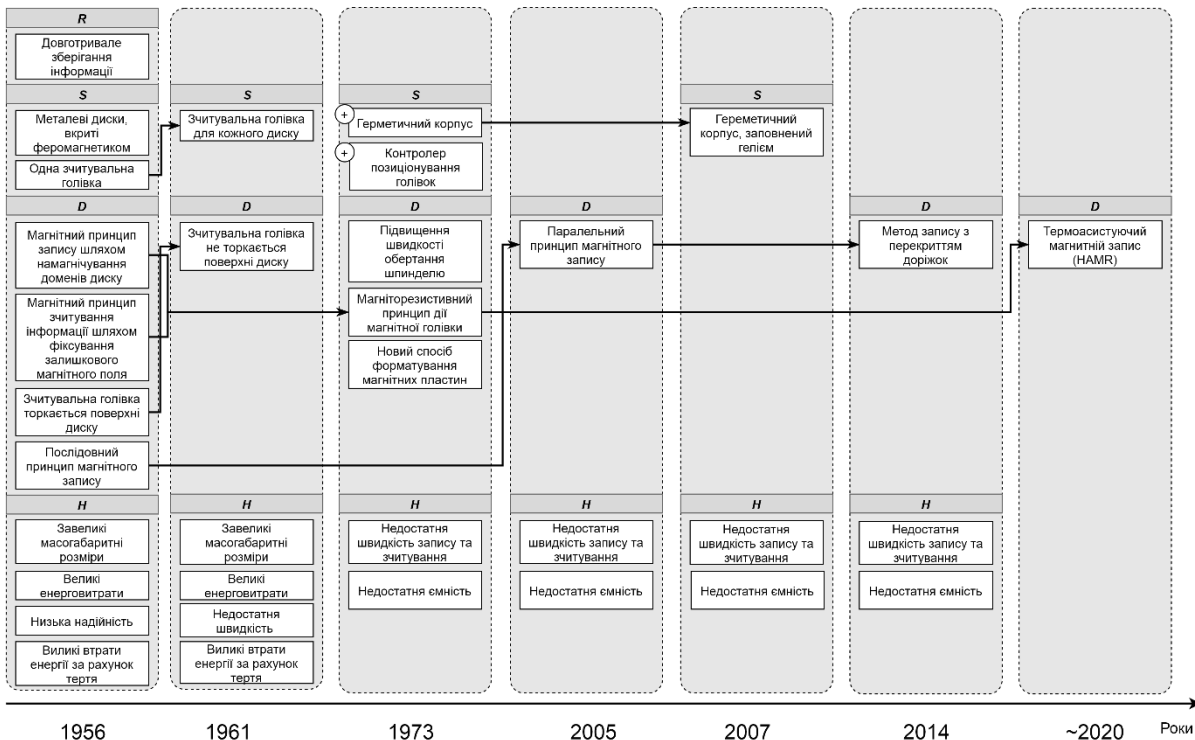 R
Довготривале
зберігання
інформації
S
Металеві диски,
вкриті
феромагнетиком
Одна зчитувальна
голівка
D
Магнітний принцип
запису шляхом
намагнічування
доменів диску
Магнітний принцип
зчитування
інформації шляхом
фіксування
залишкового
магнітного поля
Зчитувальна голівка
торкається поверхні
диску
Послідовний
принцип магнітного
запису
H
Завеликі
масогабаритні
розміри
Великі
енерговитрати
Низька надійність
Виликі втрати
енергії за рахунок
тертя
S
Зчитувальна голівка
для кожного диску
D
Зчитувальна голівка
не торкається
поверхні диску
H
Завеликі
масогабаритні
розміри
Великі
енерговитрати
Недостатня
швидкість
Виликі втрати
енергії за рахунок
тертя
S
+
Герметичний корпус
+
Контролер
позиціонування
голівок
D
Підвищення
швидкості
обертання
шпинделю
Магніторезистивний
принцип дії
магнітної голівки
Новий спосіб
форматування
магнітних пластин
H
Недостатня
швидкість запису та
зчитування
Недостатня ємність
D
Паралельний
принцип магнітного
запису
H
Недостатня
швидкість запису та
зчитування
Недостатня ємність
S
Гереметичний
корпус, заповнений
гелієм
H
Недостатня
швидкість запису та
зчитування
Недостатня ємність
D
Метод запису з
перекриттям
доріжок
H
Недостатня
швидкість запису та
зчитування
Недостатня ємність
D
Термоасистуючий
магнитній запис
(HAMR)
1956
1961
1973
2005
2007
2014
~2020
Роки